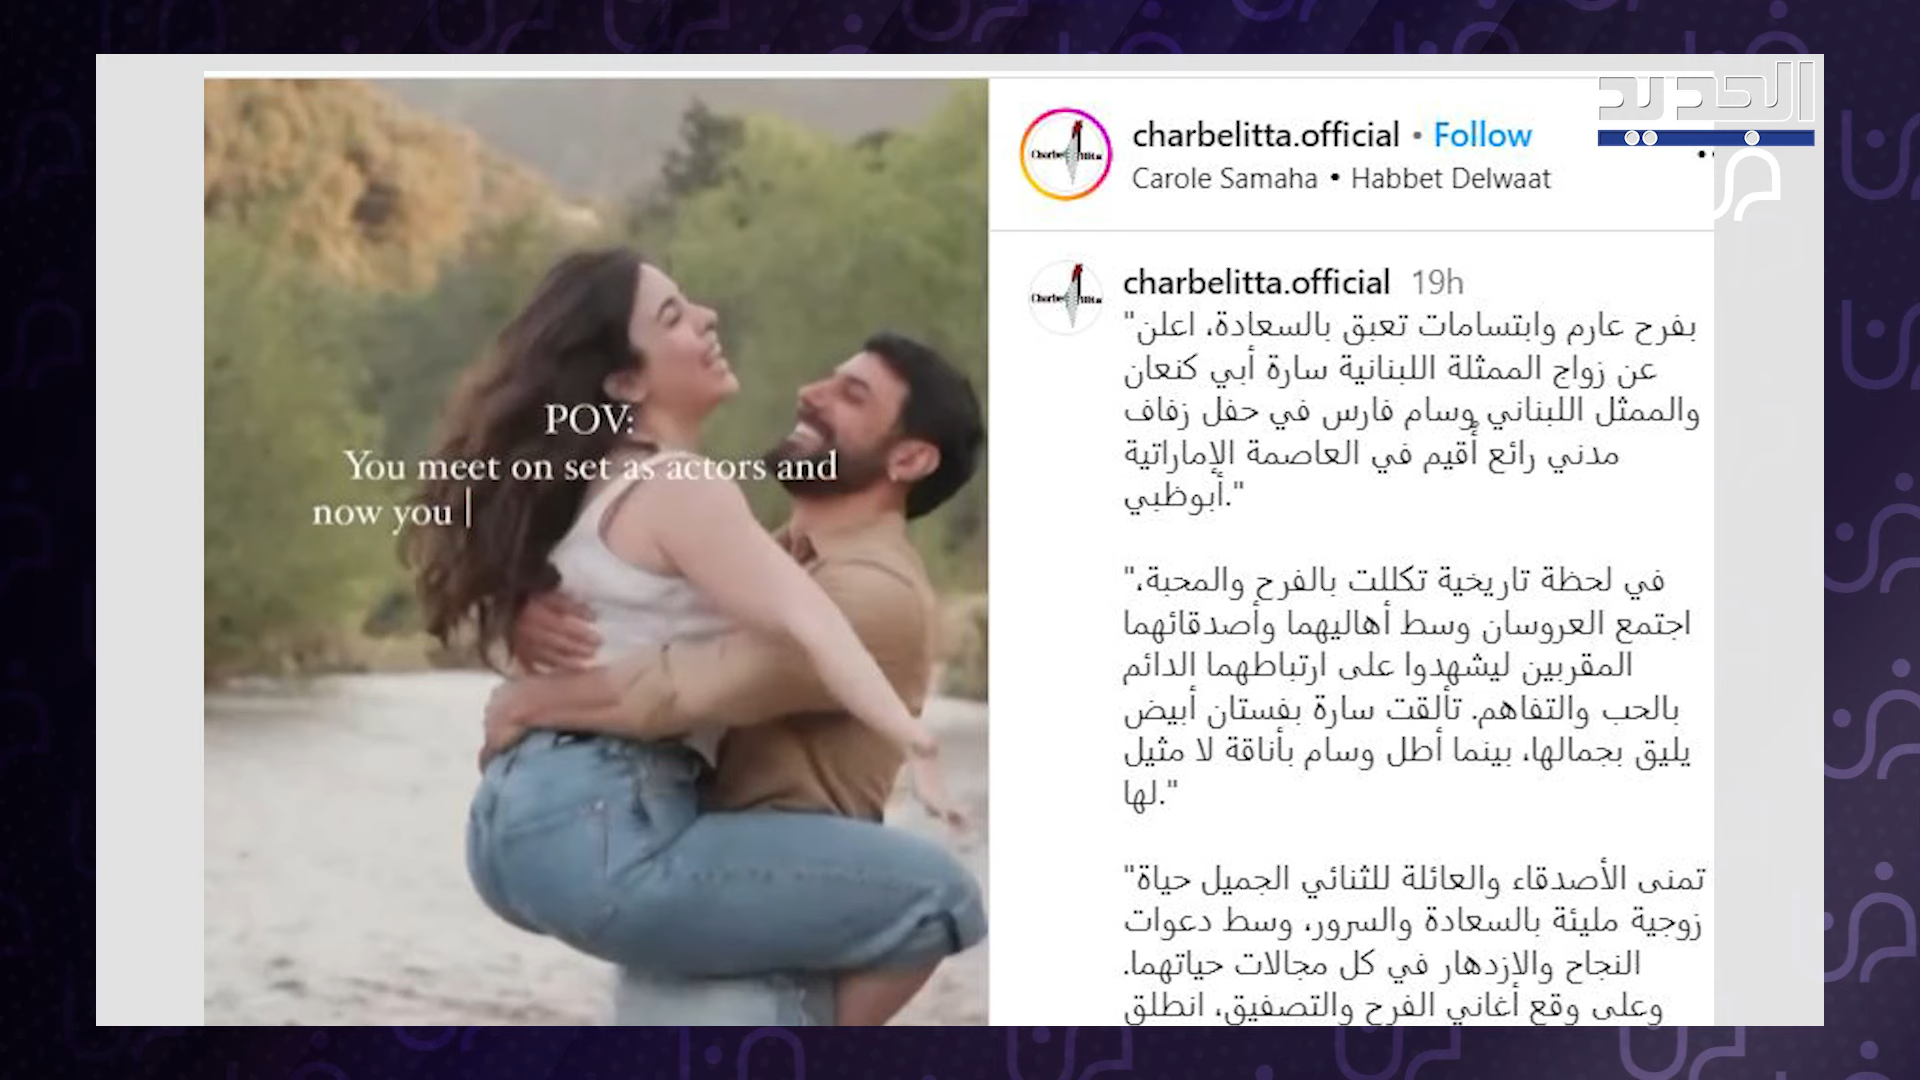 الجديد
POV:
You meet on set as actors and
now you |
charbelitta.official • Follow
Carole Samaha • Habbet Delwaat
charbelitta.official 19h
"بفرح عارم وابتسامات تعبق بالسعادة، اعلن
عن زواج الممثلة اللبنانية سارة أبي كنعان
والممثل اللبناني وسام فارس في حفل زفاف
مدني رائع أُقيم في العاصمة الإماراتية
أبوظبي."
"في لحظة تاريخية تكللت بالفرح والمحبة،
اجتمع العروسان وسط أهاليهما وأصدقائهما
المقربين ليشهدوا على ارتباطهما الدائم
بالحب والتفاهم. تألقت سارة بفستان أبيض
يليق بجمالها، بينما أطل وسام بأناقة لا مثيل
لها."
"تمنى الأصدقاء والعائلة للثنائي الجميل حياة
زوجية مليئة بالسعادة والسرور، وسط دعوات
النجاح والازدهار في كل مجالات حياتهما.
وعلى وقع أغاني الفرح والتصفيق، انطلق